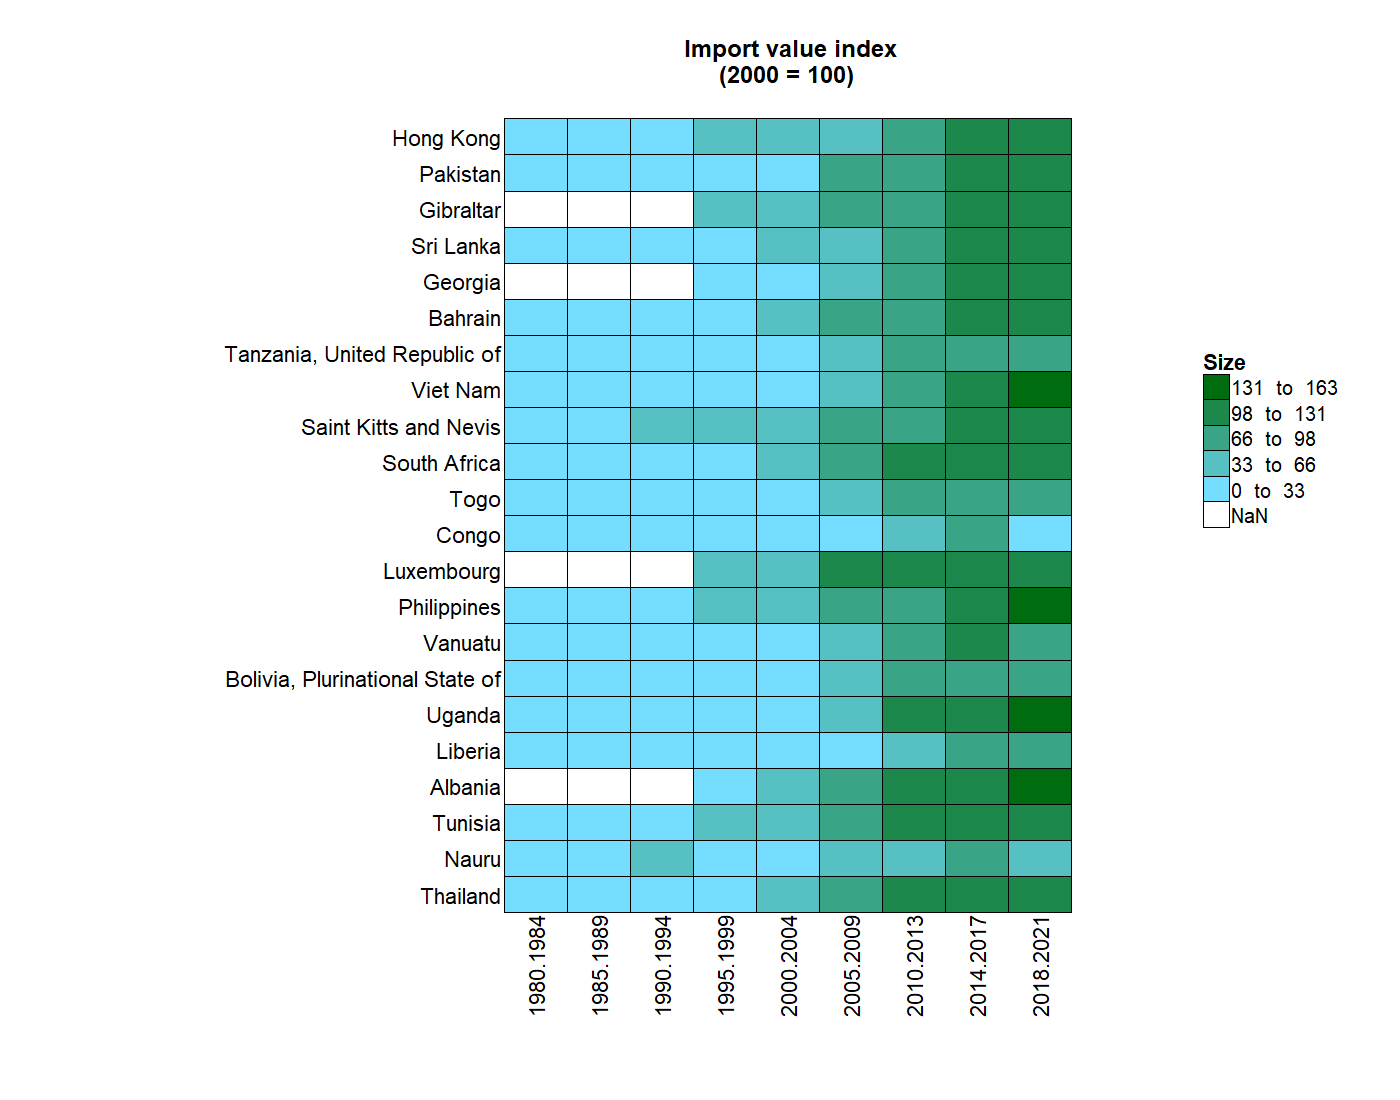 Import value index
(2000 = 100)
Hong Kong
Pakistan
Gibraltar
Sri Lanka
Georgia
Bahrain
Tanzania, United Republic of
Viet Nam
Saint Kitts and Nevis
South Africa
Togo
Congo
Luxembourg
Philippines
Vanuatu
Bolivia, Plurinational State of
Uganda
Liberia
Albania
Tunisia
Nauru
Thailand
1980.1984
1985.1989
1990.1994
1995.1999
2000.2004
2005.2009
2010.2013
2014.2017
2018.2021
Size
131 to 163
98 to 131
66 to 98
33 to 66
0 to 33
NaN